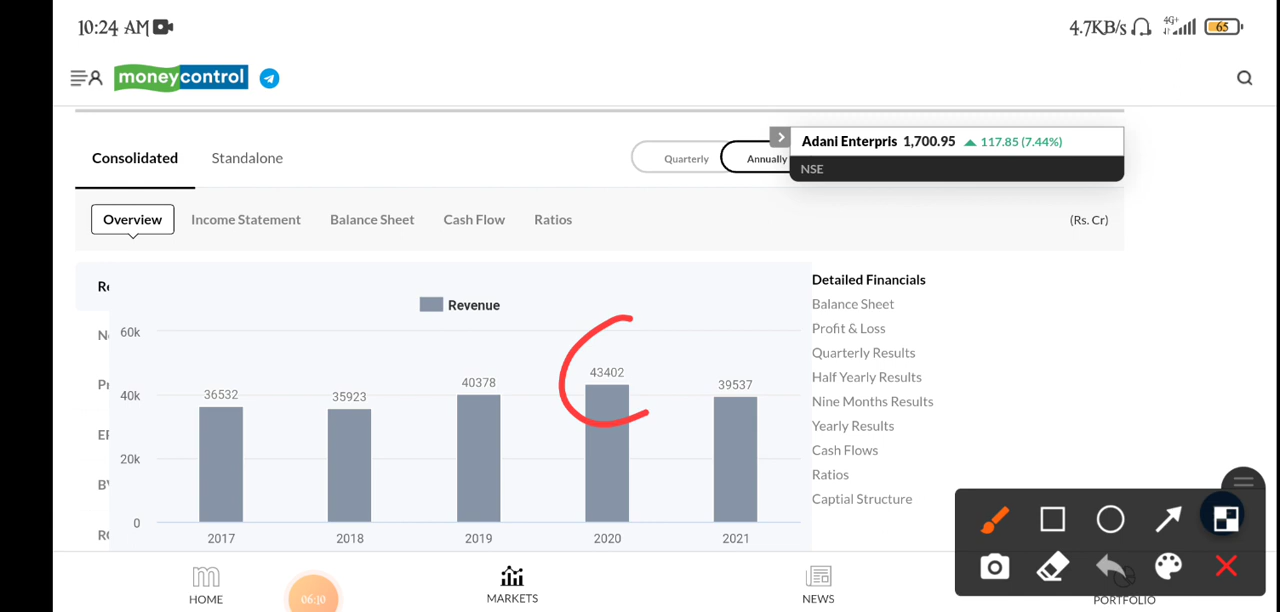 10:24 AM
4.7KB/s 4G+ 65
moneycontrol
Consolidated Standalone
Quarterly Annually
Adani Enterpris 1,700.95 117.85 (7.44%)
NSE
Overview Income Statement Balance Sheet Cash Flow Ratios (Rs. Cr)
Revenue
60k
40k
20k
0
36532
35923
40378
43402
39537
2017 2018 2019 2020 2021
Detailed Financials
Balance Sheet
Profit & Loss
Quarterly Results
Half Yearly Results
Nine Months Results
Yearly Results
Cash Flows
Ratios
Captial Structure
HOME
06:10
MARKETS
NEWS
PORTFOLIO